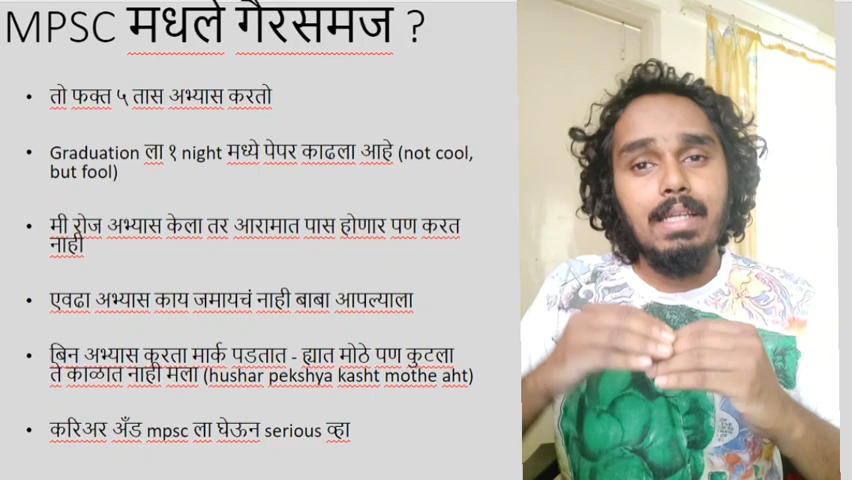 MPSC मधले गैरसमज ?
• तो फक्त ५ तास अभ्यास करतो
• Graduation ला १ night मध्ये पेपर काढला आहे (not cool,
but fool)
• मी रोज अभ्यास केला तर आरामात पास होणार पण करत
नाही
• एवढा अभ्यास काय जमायचं नाही बाबा आपल्याला
• बिन अभ्यास करता मार्क पडतात - ह्यात मोठे पण कुटला
ते काळात नाही मला (hushar pekshya kasht mothe aht)
• करिअर अँड mpsc ला घेऊन serious व्हा